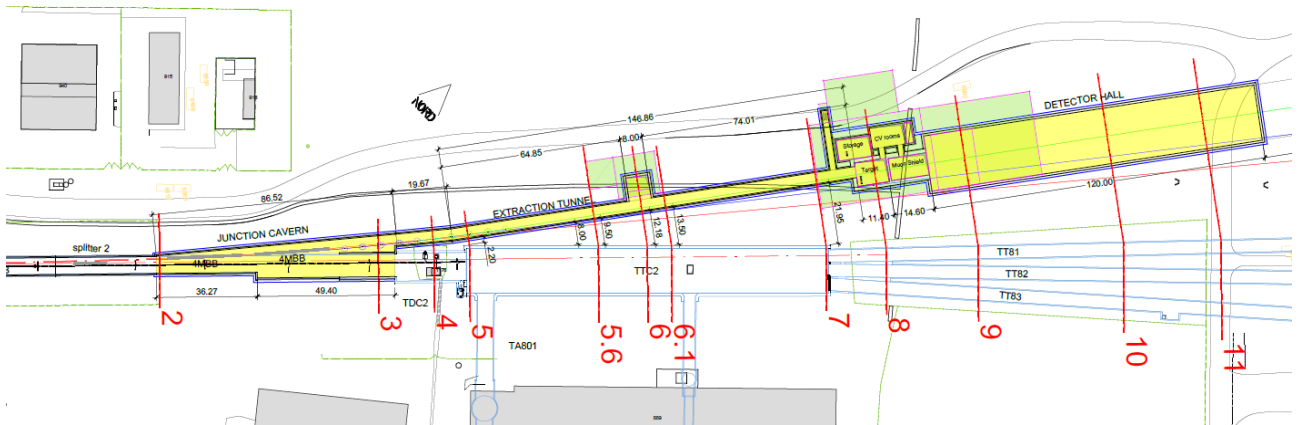 NORD
146.86
74.01
8.00
64.85
86.52
19.67
JUNCTION CAVERN
EXTRACTION TUNNEL
DETECTOR HALL
Storage
CV rooms
Target
Muon Shield
120.00
14.60
11.40
21.95
splitter 2
4MBB
4MBB
36.27
49.40
2.20
8.00
9.50
12.18
13.50
TDC2
TTC2
TT81
TT82
TT83
TA801
2
3
4
5
5.6
6
6.1
7
8
9
10
11